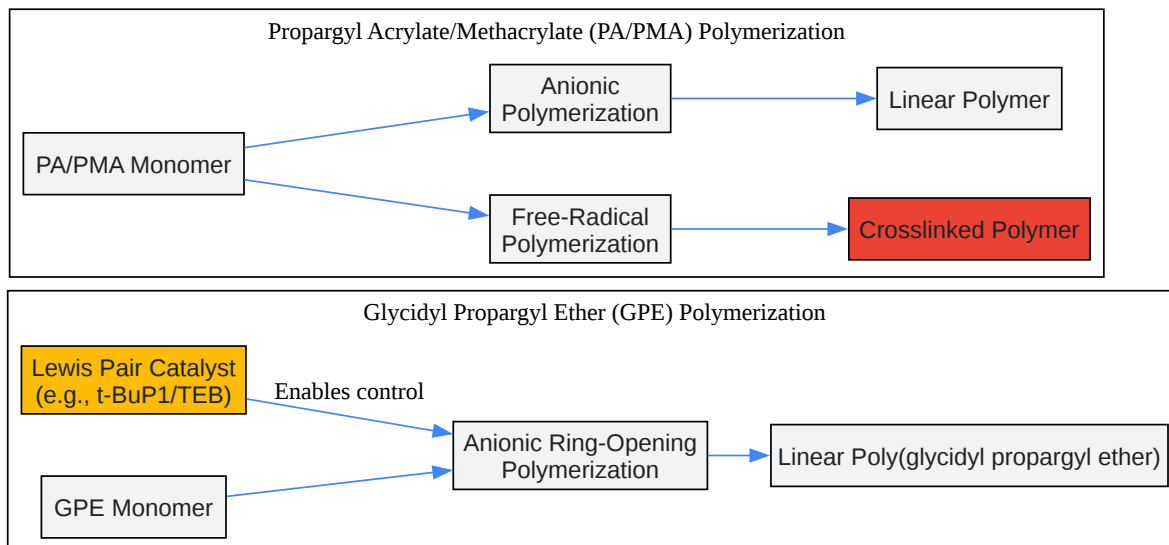 Propargyl Acrylate/Methacrylate (PA/PMA) Polymerization
Anionic
Polymerization
Linear Polymer
PA/PMA Monomer
Free-Radical
Polymerization
Crosslinked Polymer
Glycidyl Propargyl Ether (GPE) Polymerization
Lewis Pair Catalyst
(e.g., t-BuP1/TEB)
Enables control
Anionic Ring-Opening
Polymerization
Linear Poly(glycidyl propargyl ether)
GPE Monomer